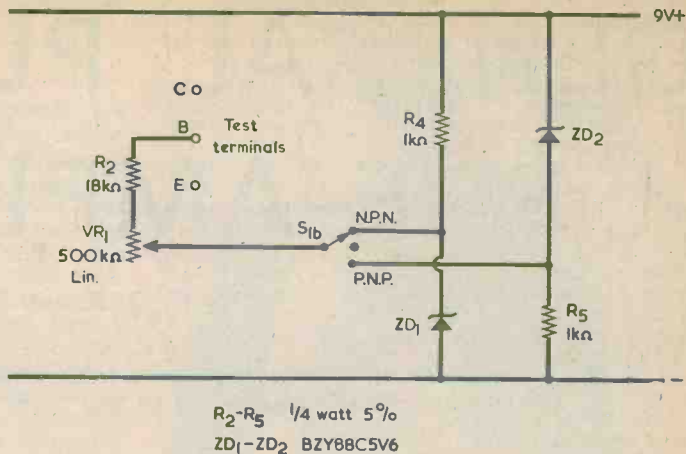 9V+
C
B Test
terminals
R2
18kΩ
E
VR1
500kΩ
Lin.
S1b
N.P.N.
P.N.P.
R4
1kΩ
ZD2
ZD1
R5
1kΩ
-
R2-R5 1/4 watt 5%
ZD1-ZD2 BZY88C5V6